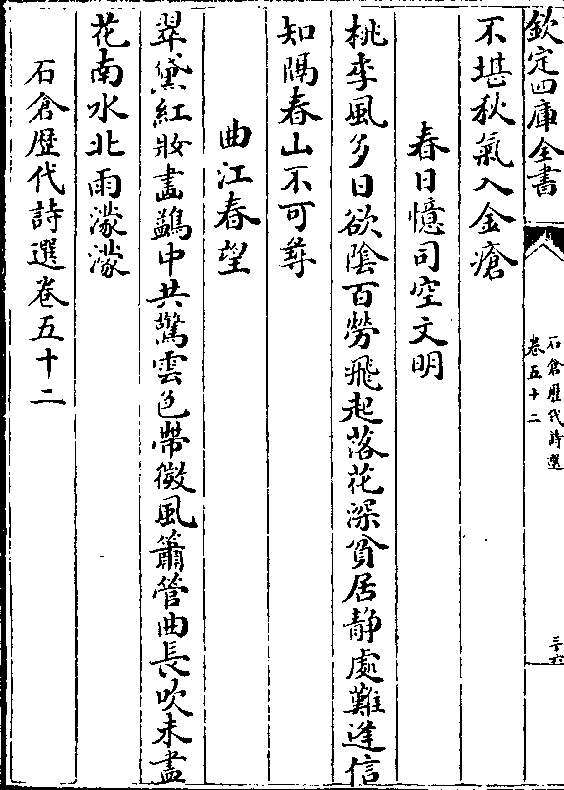 欽定四庫全書
石倉歷代詩選
卷五十二
三六
不堪秋氣入金瘡
春日憶司空文明
桃李風多日欲陰百勞飛起落花深貧居静處難逢信
知隔春山不可尋
曲江春望
翠黛紅妝畫鷁中共驚雲色帶微風簫管曲長吹未盡
花南水北雨濛濛
石倉歷代詩選卷五十二